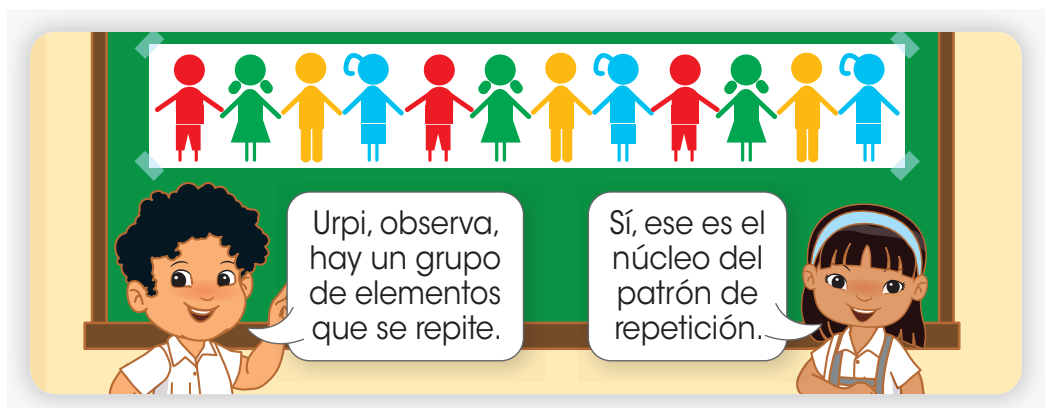 Urpi, observa,
hay un grupo
de elementos
que se repite.
Sí, ese es el
núcleo del
patrón de
repetición.